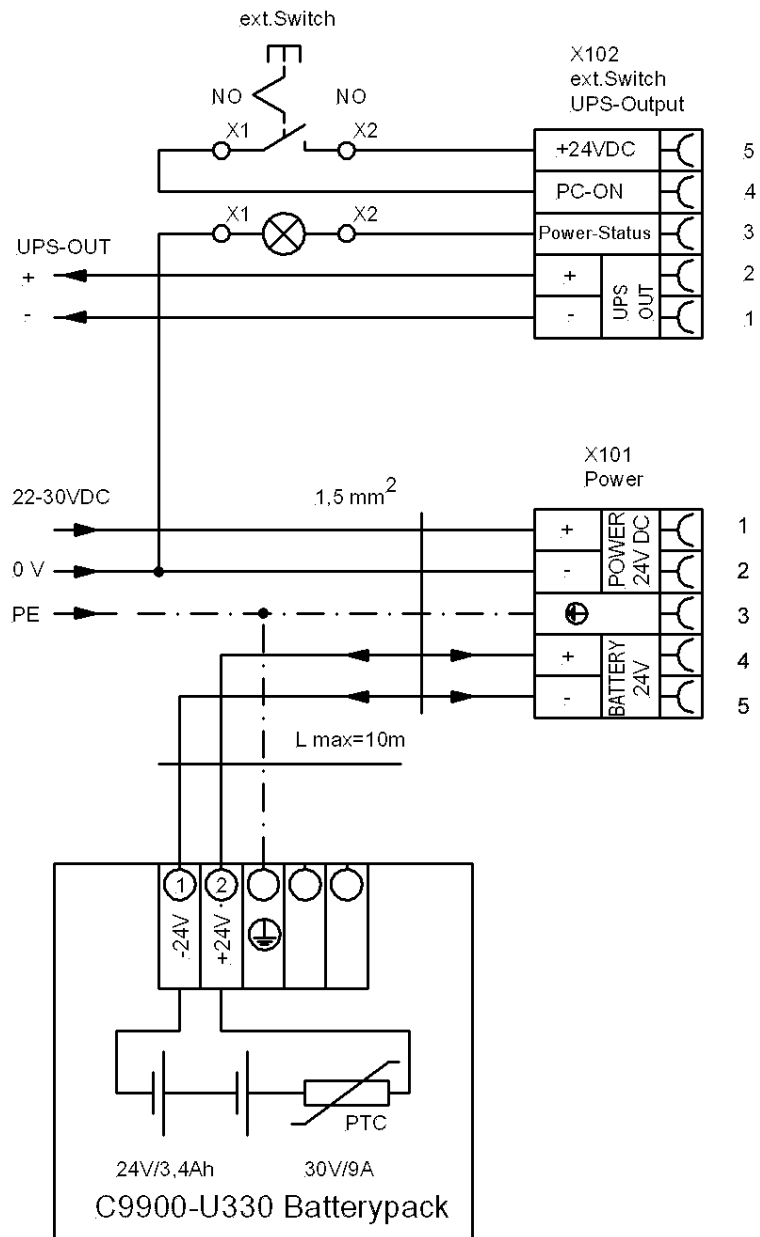 ext.Switch
X102
ext.Switch
UPS-Output
NO
NO
X1
X2
+24VDC
5
PC-ON
4
X1
X2
Power-Status
3
UPS-OUT
+
+
UPS OUT
2
-
-
1
X101
Power
22-30VDC
1,5 mm²
+
POWER 24V DC
1
0 V
-
2
PE
3
+
BATTERY 24V
4
-
5
L max=10m
1
2
-24V
+24V
PTC
24V/3,4Ah
30V/9A
C9900-U330 Batterypack